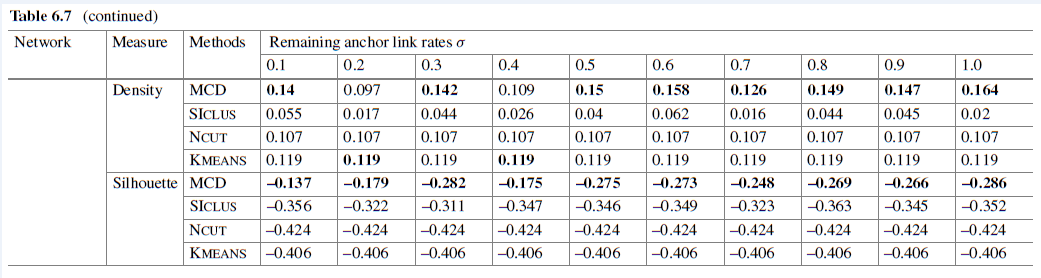 Table 6.7 (continued)
Network Measure Methods Remaining anchor link rates σ
0.1 0.2 0.3 0.4 0.5 0.6 0.7 0.8 0.9 1.0
Density MCD 0.14 0.097 0.142 0.109 0.15 0.158 0.126 0.149 0.147 0.164
SICLUS 0.055 0.017 0.044 0.026 0.04 0.062 0.016 0.044 0.045 0.02
NCUT 0.107 0.107 0.107 0.107 0.107 0.107 0.107 0.107 0.107 0.107
KMEANS 0.119 0.119 0.119 0.119 0.119 0.119 0.119 0.119 0.119 0.119
Silhouette MCD –0.137 –0.179 –0.282 –0.175 –0.275 –0.273 –0.248 –0.269 –0.266 –0.286
SICLUS –0.356 –0.322 –0.311 –0.347 –0.346 –0.349 –0.323 –0.363 –0.345 –0.352
NCUT –0.424 –0.424 –0.424 –0.424 –0.424 –0.424 –0.424 –0.424 –0.424 –0.424
KMEANS –0.406 –0.406 –0.406 –0.406 –0.406 –0.406 –0.406 –0.406 –0.406 –0.406